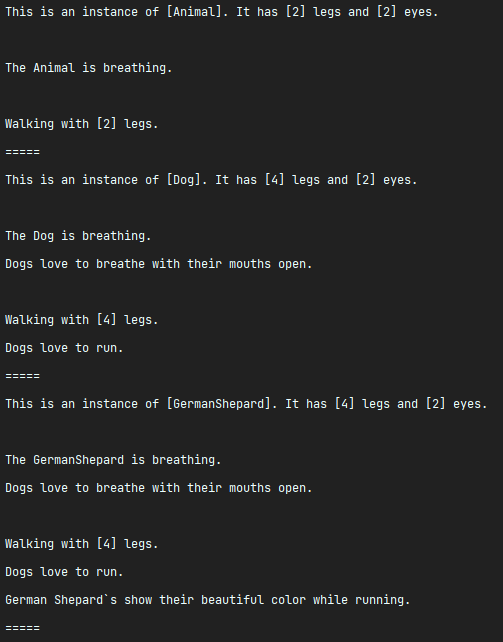 This is an instance of [Animal]. It has [2] legs and [2] eyes.
The Animal is breathing.
Walking with [2] legs.
=====
This is an instance of [Dog]. It has [4] legs and [2] eyes.
The Dog is breathing.
Dogs love to breathe with their mouths open.
Walking with [4] legs.
Dogs love to run.
=====
This is an instance of [GermanShepard]. It has [4] legs and [2] eyes.
The GermanShepard is breathing.
Dogs love to breathe with their mouths open.
Walking with [4] legs.
Dogs love to run.
German Shepard`s show their beautiful color while running.
=====